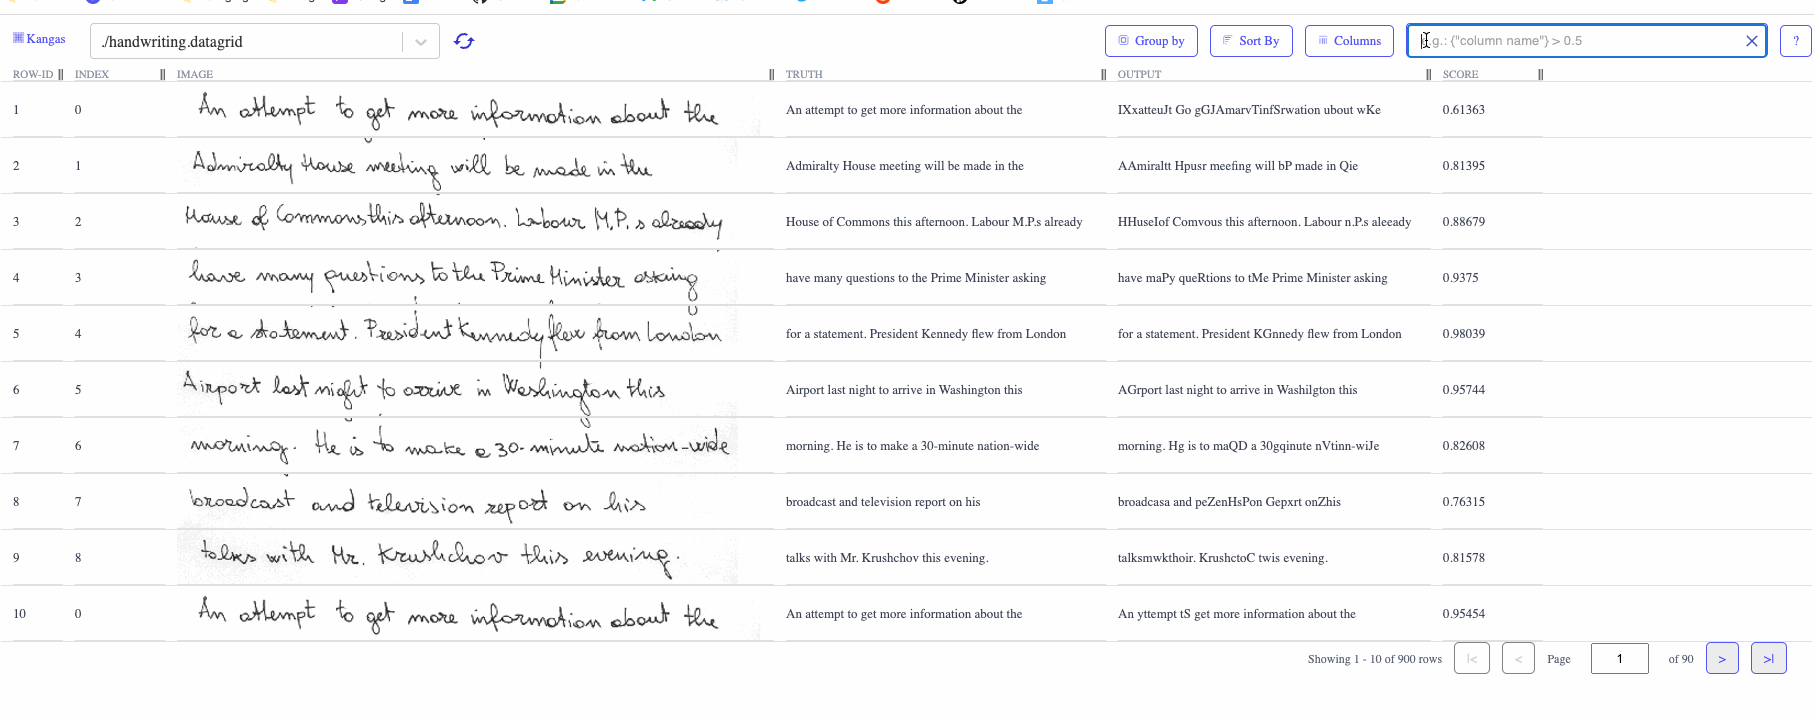 Kangas ./handwriting.datagrid Group by Sort By Columns e.g.: {"column name"} > 0.5 ?
ROW-ID INDEX IMAGE TRUTH OUTPUT SCORE
1 0 An attempt to get more information about the An attempt to get more information about the IXxatteuJt Go gGJAmarvTinfSrwation ubout wKe 0.61363
2 1 Admiralty House meeting will be made in the Admiralty House meeting will be made in the AAmiraltt Hpusr meefing will bP made in Qie 0.81395
3 2 House of Commons this afternoon. Labour M.P.s already House of Commons this afternoon. Labour M.P.s already HHuseIof Comvous this afternoon. Labour n.P.s aleeady 0.88679
4 3 have many questions to the Prime Minister asking have many questions to the Prime Minister asking have maPy queRtions to tMe Prime Minister asking 0.9375
5 4 for a statement. President Kennedy flew from London for a statement. President Kennedy flew from London for a statement. President KGnnedy flew from London 0.98039
6 5 Airport last night to arrive in Washington this Airport last night to arrive in Washington this AGrport last night to arrive in Washilgton this 0.95744
7 6 morning. He is to make a 30-minute nation-wide morning. He is to make a 30-minute nation-wide morning. Hg is to maQD a 30gqinute nVtinn-wiJe 0.82608
8 7 broadcast and television report on his broadcast and television report on his broadcasa and peZenHsPon Gepxrt onZhis 0.76315
9 8 talks with Mr. Krushchov this evening. talks with Mr. Krushchov this evening. talksmwkthoir. KrushctoC twis evening. 0.81578
10 0 An attempt to get more information about the An attempt to get more information about the An yttempt tS get more information about the 0.95454
Showing 1 - 10 of 900 rows |< < Page 1 of 90 > >|